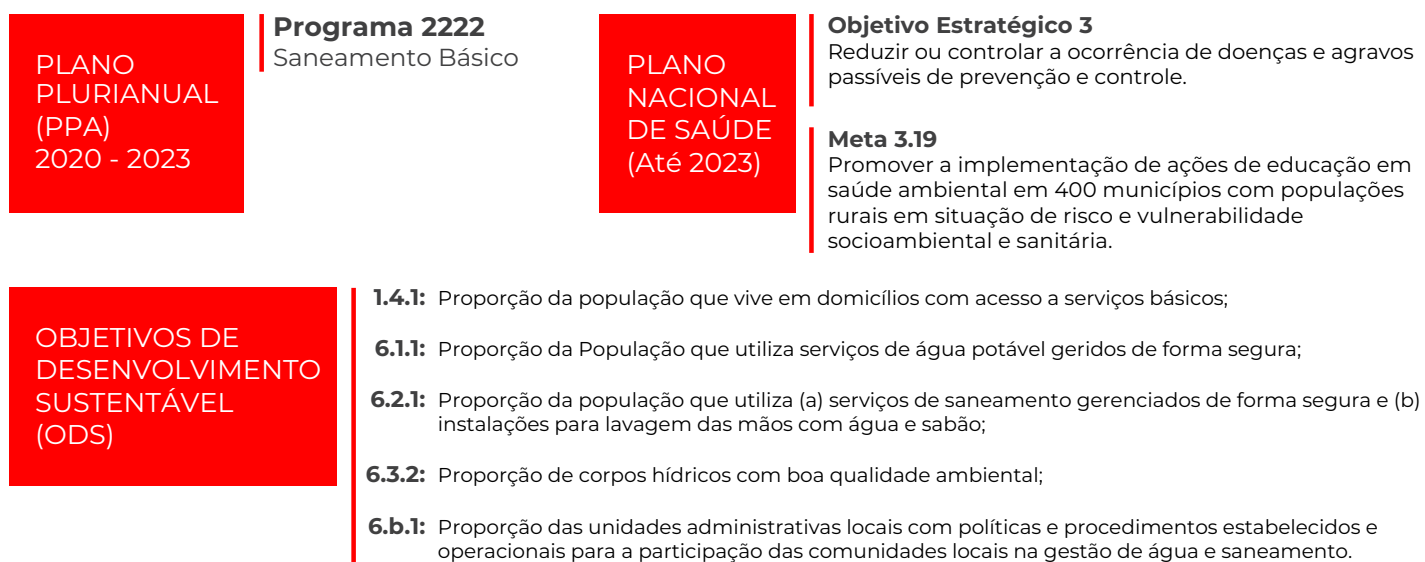 PLANO
PLURIANUAL
(PPA)
2020 - 2023
Programa 2222
Saneamento Básico
PLANO
NACIONAL
DE SAÚDE
(Até 2023)
Objetivo Estratégico 3
Reduzir ou controlar a ocorrência de doenças e agravos
passíveis de prevenção e controle.
Meta 3.19
Promover a implementação de ações de educação em
saúde ambiental em 400 municípios com populações
rurais em situação de risco e vulnerabilidade
socioambiental e sanitária.
OBJETIVOS DE
DESENVOLVIMENTO
SUSTENTÁVEL
(ODS)
1.4.1: Proporção da população que vive em domicílios com acesso a serviços básicos;
6.1.1: Proporção da População que utiliza serviços de água potável geridos de forma segura;
6.2.1: Proporção da população que utiliza (a) serviços de saneamento gerenciados de forma segura e (b)
instalações para lavagem das mãos com água e sabão;
6.3.2: Proporção de corpos hídricos com boa qualidade ambiental;
6.b.1: Proporção das unidades administrativas locais com políticas e procedimentos estabelecidos e
operacionais para a participação das comunidades locais na gestão de água e saneamento.